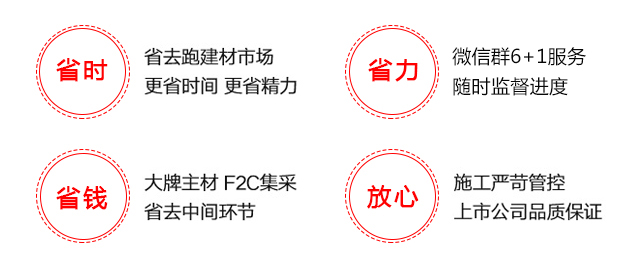 省时
省去跑建材市场
更省时间 更省精力
省力
微信群6+1服务
随时监督进度
省钱
大牌主材 F2C集采
省去中间环节
放心
施工严苛管控
上市公司品质保证